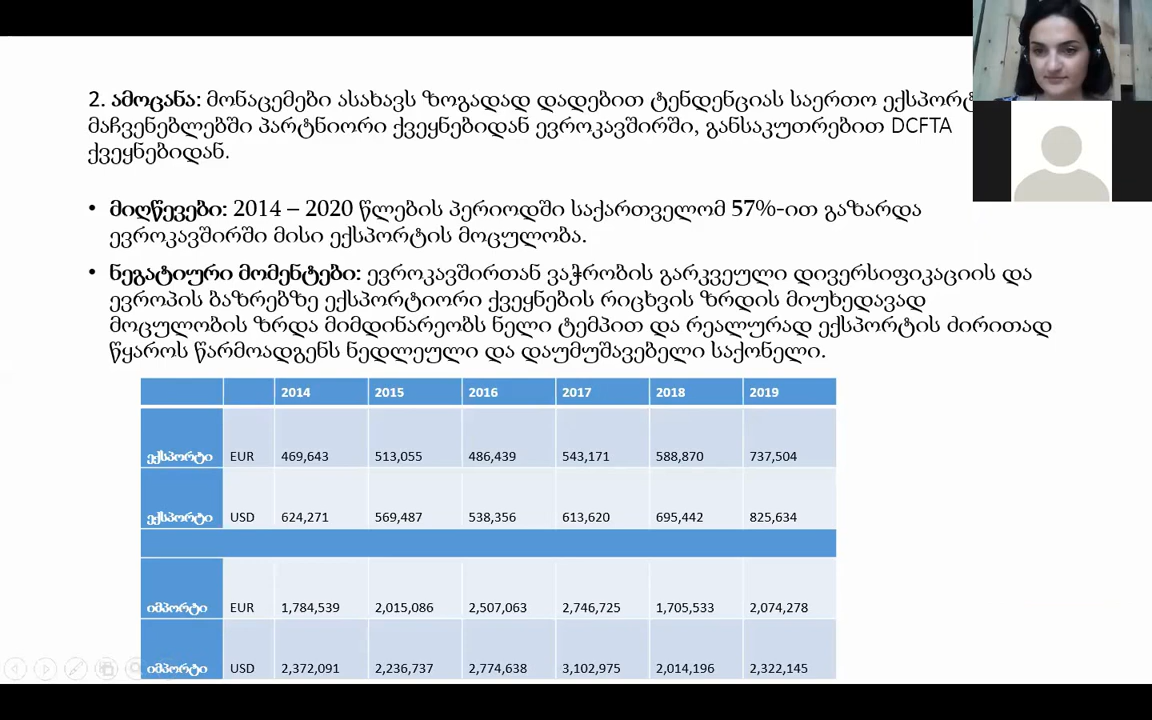 2. ამოცანა: მონაცემები ასახავს ზოგადად დადებით ტენდენციას საერთო ექსპორტ
მაჩვენებლებში პარტნიორი ქვეყნებიდან ევროკავშირში, განსაკუთრებით DCFTA
ქვეყნებიდან.
• მიღწევები: 2014 – 2020 წლების პერიოდში საქართველომ 57%-ით გაზარდა
ევროკავშირში მისი ექსპორტის მოცულობა.
• ნეგატიური მომენტები: ევროკავშირთან ვაჭრობის გარკვეული დივერსიფიკაციის და
ევროპის ბაზრებზე ექსპორტიორი ქვეყნების რიცხვის ზრდის მიუხედავად
მოცულობის ზრდა მიმდინარეობს ნელი ტემპით და რეალურად ექსპორტის ძირითად
წყაროს წარმოადგენს ნედლეული და დაუმუშავებელი საქონელი.
2014 2015 2016 2017 2018 2019
ექსპორტი EUR 469,643 513,055 486,439 543,171 588,870 737,504
ექსპორტი USD 624,271 569,487 538,356 613,620 695,442 825,634
იმპორტი EUR 1,784,539 2,015,086 2,507,063 2,746,725 1,705,533 2,074,278
იმპორტი USD 2,372,091 2,236,737 2,774,638 3,102,975 2,014,196 2,322,145